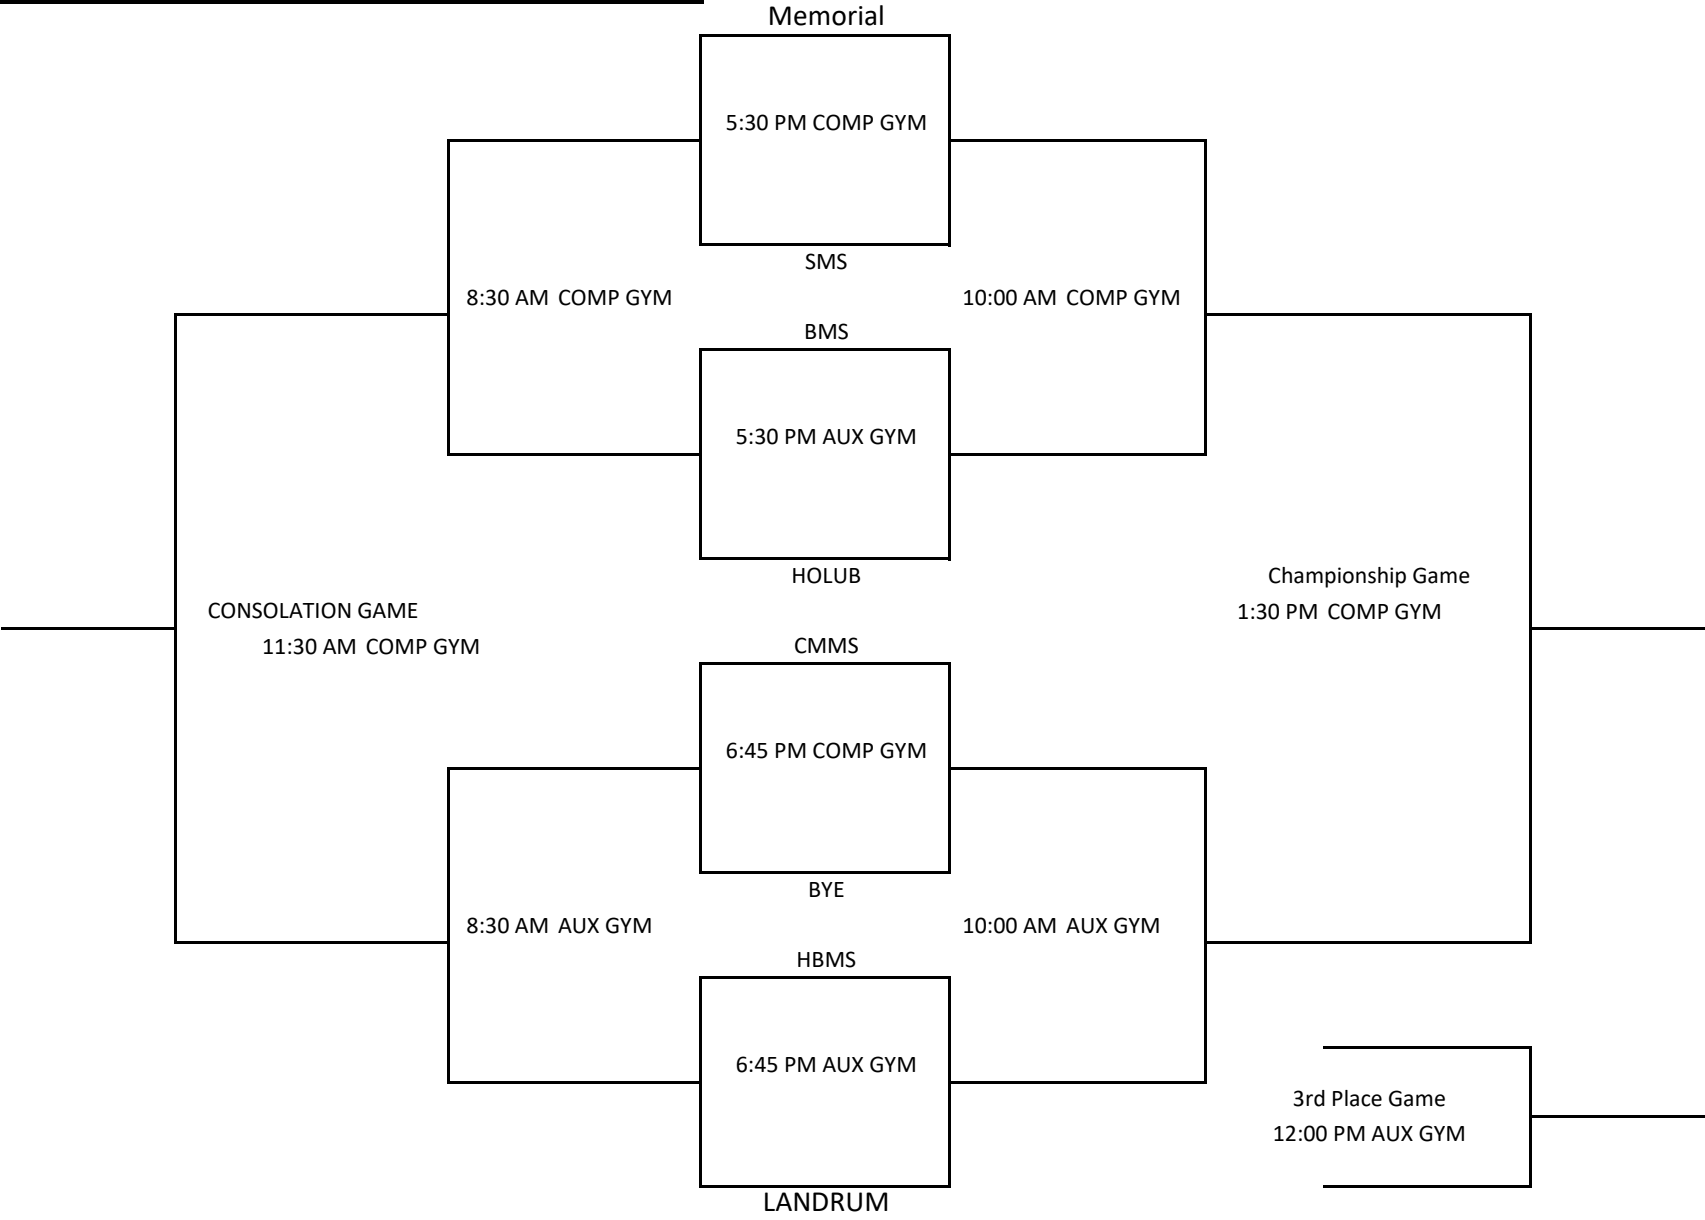 Memorial
5:30 PM COMP GYM
SMS
8:30 AM COMP GYM
10:00 AM COMP GYM
BMS
5:30 PM AUX GYM
HOLUB
Championship Game
CONSOLATION GAME
1:30 PM COMP GYM
11:30 AM COMP GYM
CMMS
6:45 PM COMP GYM
BYE
8:30 AM AUX GYM
10:00 AM AUX GYM
HBMS
6:45 PM AUX GYM
3rd Place Game
12:00 PM AUX GYM
LANDRUM